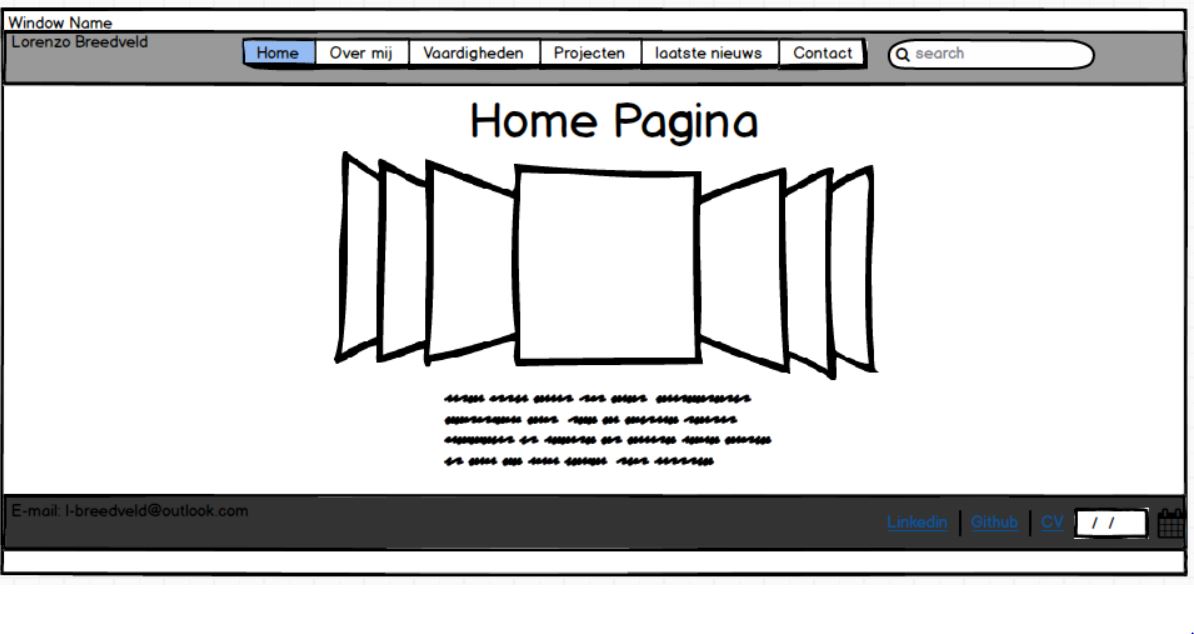 Window Name
Lorenzo Breedveld
Home Over mij Vaardigheden Projecten laatste nieuws Contact search
Home Pagina
E-mail: l-breedveld@outlook.com
Linkedin | Github | CV / /